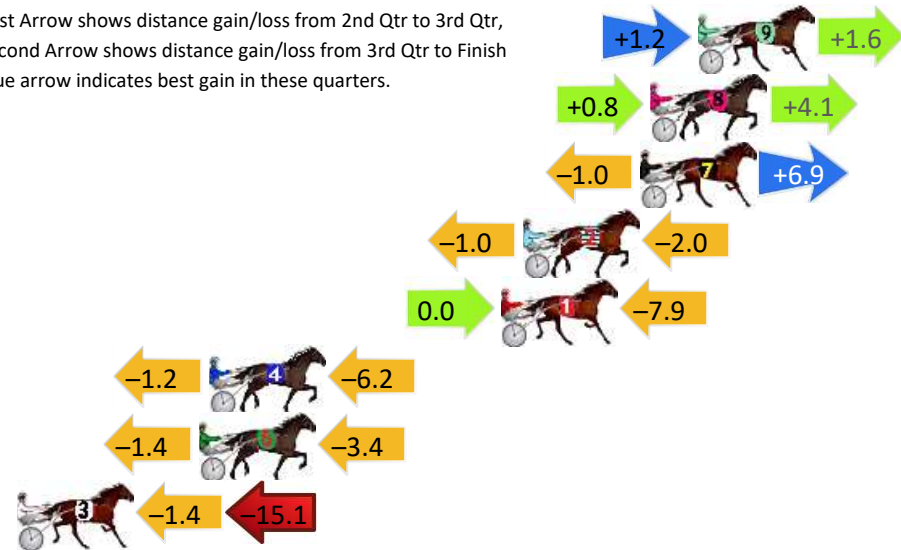 st Arrow shows distance gain/loss from 2nd Qtr to 3rd Qtr,
cond Arrow shows distance gain/loss from 3rd Qtr to Finish
ue arrow indicates best gain in these quarters.
+1.2 9 +1.6
+0.8 8 +4.1
–1.0 7 +6.9
–1.0 2 –2.0
0.0 1 –7.9
–1.2 4 –6.2
–1.4 5 –3.4
3 –1.4 –15.1